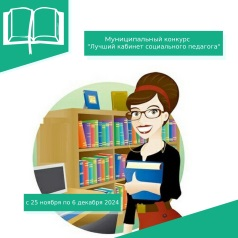 Муниципальный конкурс
"Лучший кабинет социального педагога"
с 25 ноября по 6 декабря 2024